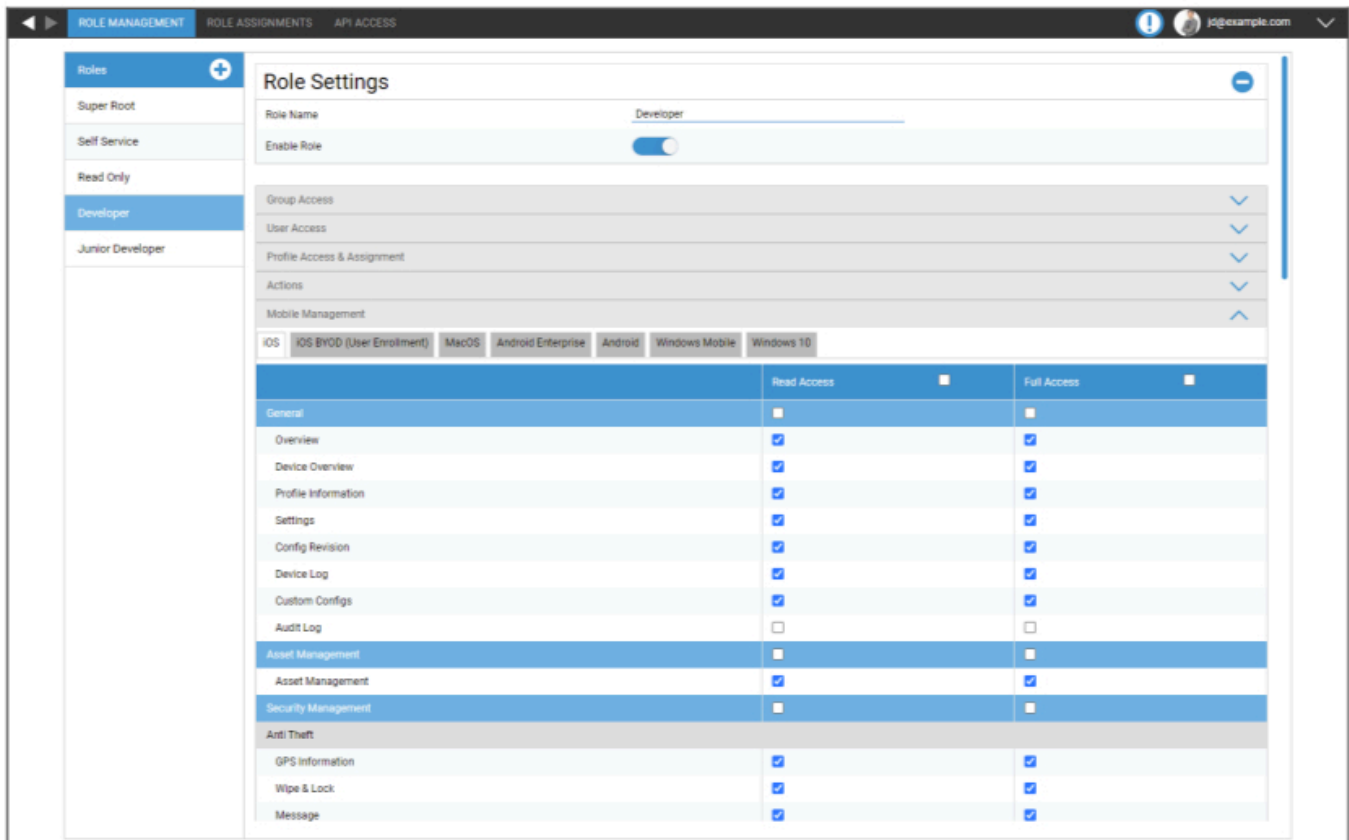 ROLE MANAGEMENT ROLE ASSIGNMENTS API ACCESS jd@example.com
Roles
Super Root
Self Service
Read Only
Developer
Junior Developer
Role Settings
Role Name Developer
Enable Role
Group Access
User Access
Profile Access & Assignment
Actions
Mobile Management
iOS iOS BYOD (User Enrollment) MacOS Android Enterprise Android Windows Mobile Windows 10
Read Access Full Access
General
Overview
Device Overview
Profile Information
Settings
Config Revision
Device Log
Custom Configs
Audit Log
Asset Management
Asset Management
Security Management
Anti Theft
GPS Information
Wipe & Lock
Message